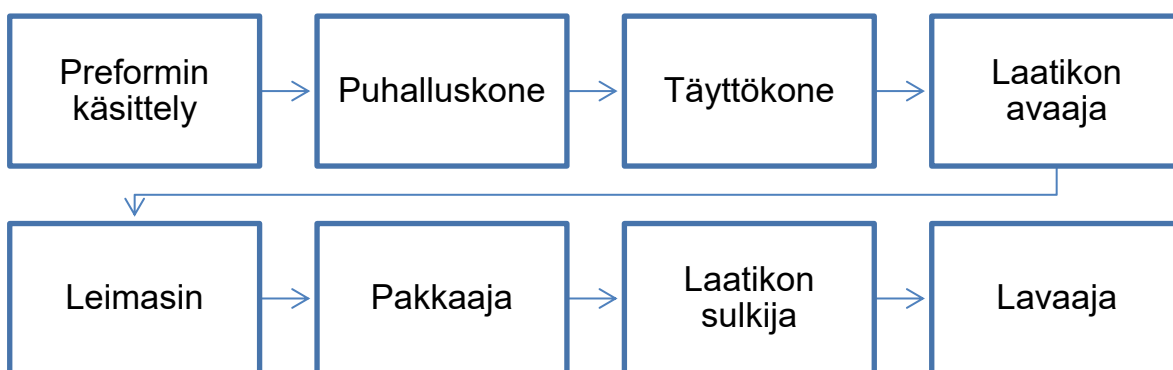 Preformin
käsittely
Puhalluskone
Täyttökone
Laatikon
avaaja
Leimasin
Pakkaaja
Laatikon
sulkija
Lavaaja